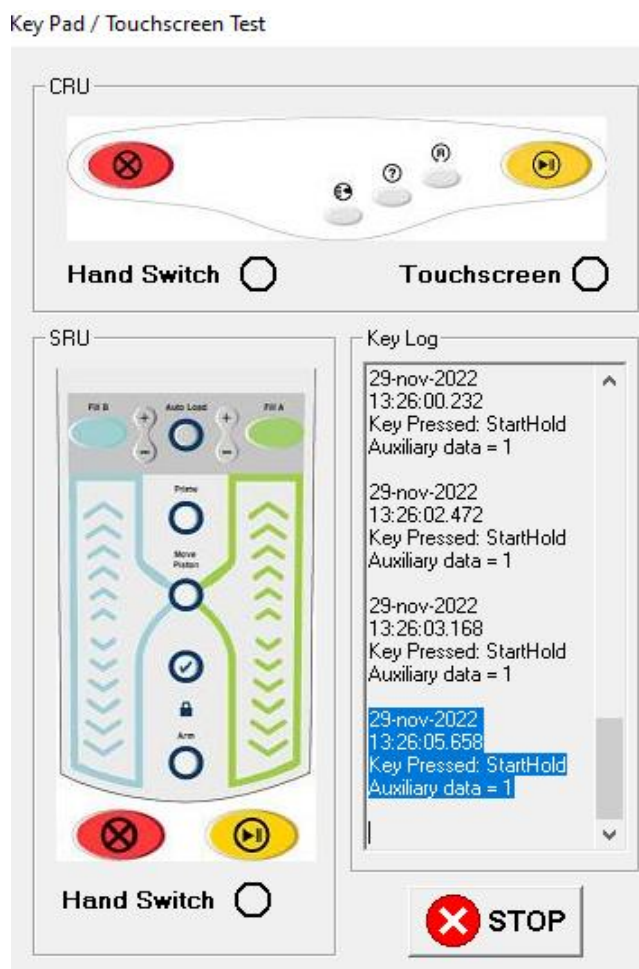 Key Pad / Touchscreen Test
CRU
?
R
Hand Switch
Touchscreen
SRU
Fill B
+
Auto Load
+
Fill A
-
-
Prime
Move
Piston
Arm
Hand Switch
Key Log
29-nov-2022
13:26:00.232
Key Pressed: StartHold
Auxiliary data = 1
29-nov-2022
13:26:02.472
Key Pressed: StartHold
Auxiliary data = 1
29-nov-2022
13:26:03.168
Key Pressed: StartHold
Auxiliary data = 1
29-nov-2022
13:26:05.658
Key Pressed: StartHold
Auxiliary data = 1
STOP